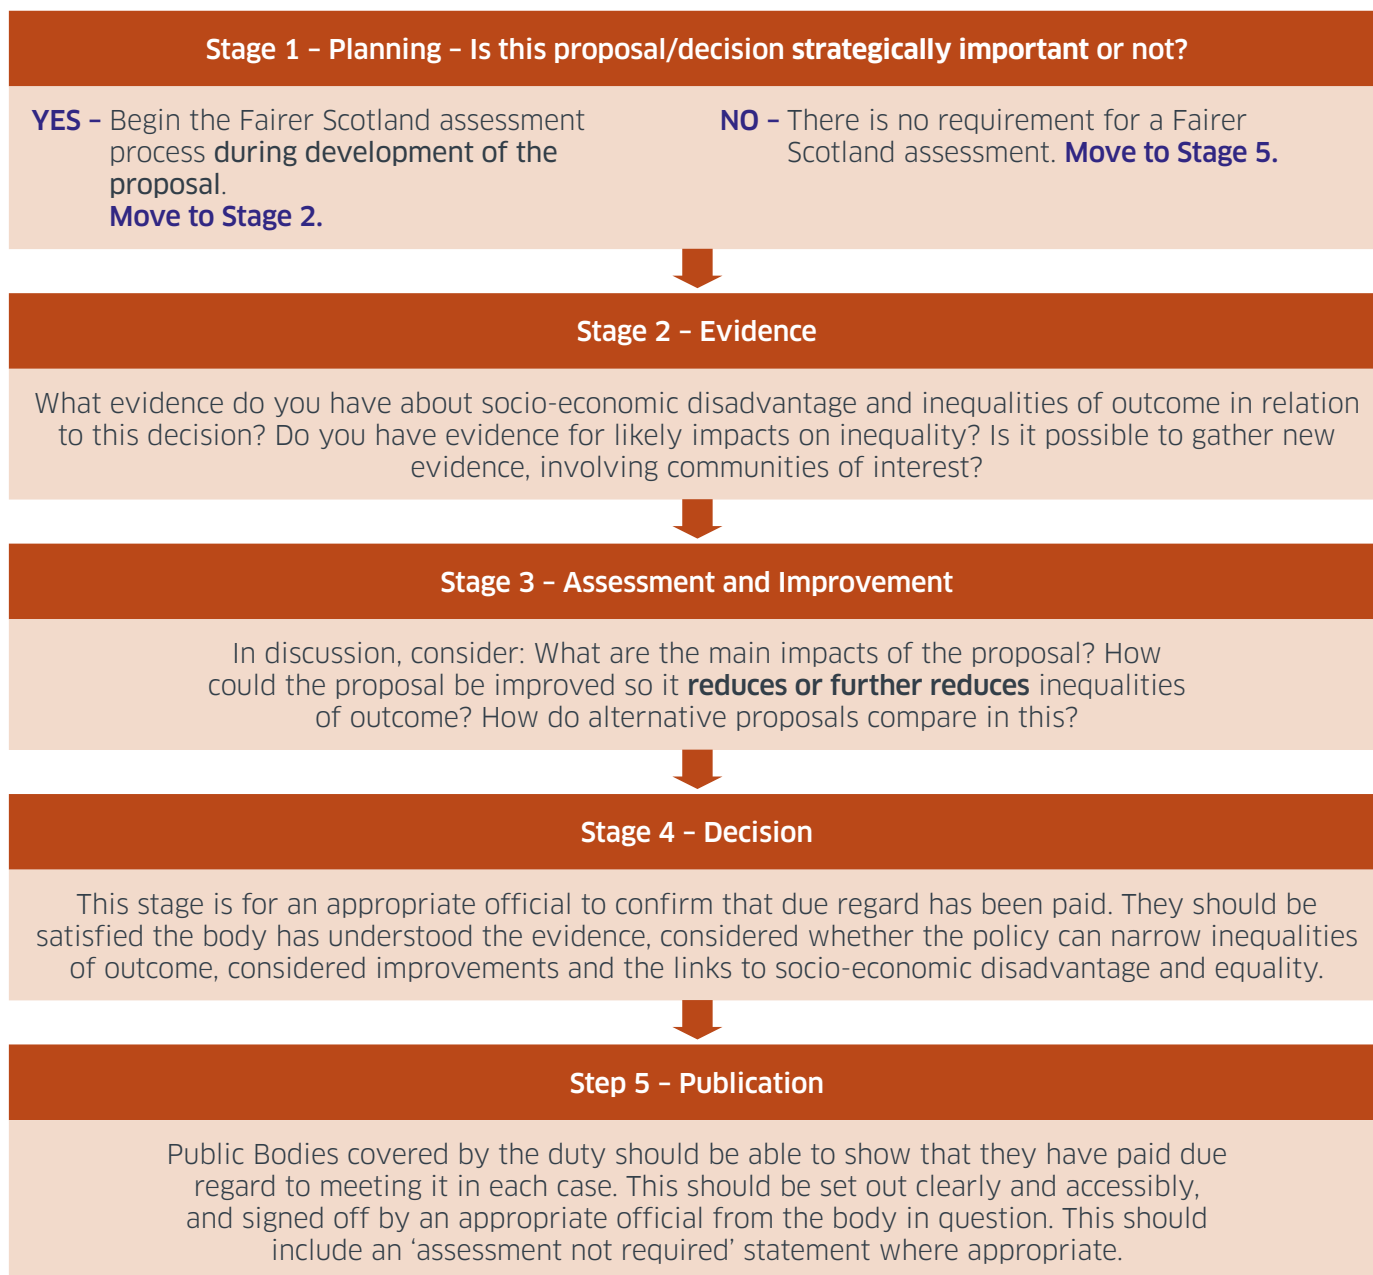 Stage 1 – Planning – Is this proposal/decision strategically important or not?
YES – Begin the Fairer Scotland assessment
process during development of the
proposal.
Move to Stage 2.
NO – There is no requirement for a Fairer
Scotland assessment. Move to Stage 5.
Stage 2 – Evidence
What evidence do you have about socio-economic disadvantage and inequalities of outcome in relation
to this decision? Do you have evidence for likely impacts on inequality? Is it possible to gather new
evidence, involving communities of interest?
Stage 3 – Assessment and Improvement
In discussion, consider: What are the main impacts of the proposal? How
could the proposal be improved so it reduces or further reduces inequalities
of outcome? How do alternative proposals compare in this?
Stage 4 – Decision
This stage is for an appropriate official to confirm that due regard has been paid. They should be
satisfied the body has understood the evidence, considered whether the policy can narrow inequalities
of outcome, considered improvements and the links to socio-economic disadvantage and equality.
Step 5 – Publication
Public Bodies covered by the duty should be able to show that they have paid due
regard to meeting it in each case. This should be set out clearly and accessibly,
and signed off by an appropriate official from the body in question. This should
include an ‘assessment not required’ statement where appropriate.